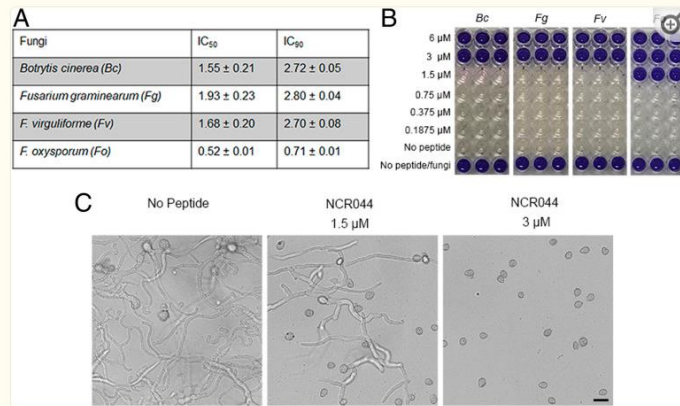 A
Fungi IC50 IC90
Botrytis cinerea (Bc) 1.55 ± 0.21 2.72 ± 0.05
Fusarium graminearum (Fg) 1.93 ± 0.23 2.80 ± 0.04
F. virguliforme (Fv) 1.68 ± 0.20 2.70 ± 0.08
F. oxysporum (Fo) 0.52 ± 0.01 0.71 ± 0.01
B
Bc Fg Fv
6 µM
3 µM
1.5 µM
0.75 µM
0.375 µM
0.1875 µM
No peptide
No peptide/fungi
C
No Peptide
NCR044
1.5 µM
NCR044
3 µM